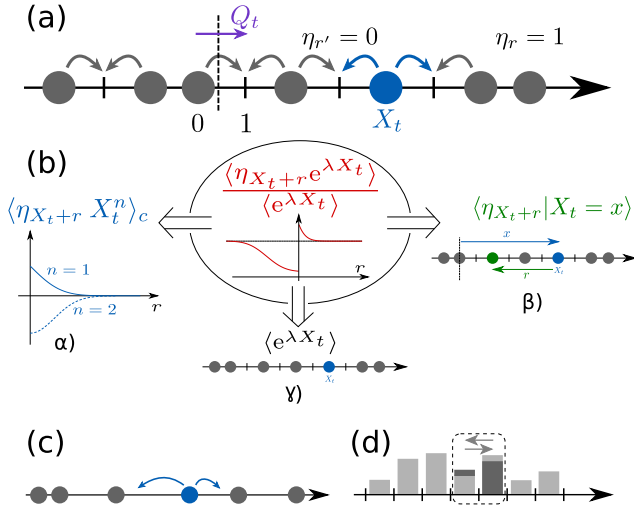 (a)
Q_t
η_{r'} = 0
η_r = 1
0
1
X_t
(b)
⟨η_{X_t+r} e^{λX_t}⟩
⟨e^{λX_t}⟩
r
⟨η_{X_t+r} X_t^n⟩_c
n = 1
n = 2
r
α)
⟨η_{X_t+r}|X_t = x⟩
x
r
X_t
β)
⟨e^{λX_t}⟩
X_t
γ)
(c)
(d)